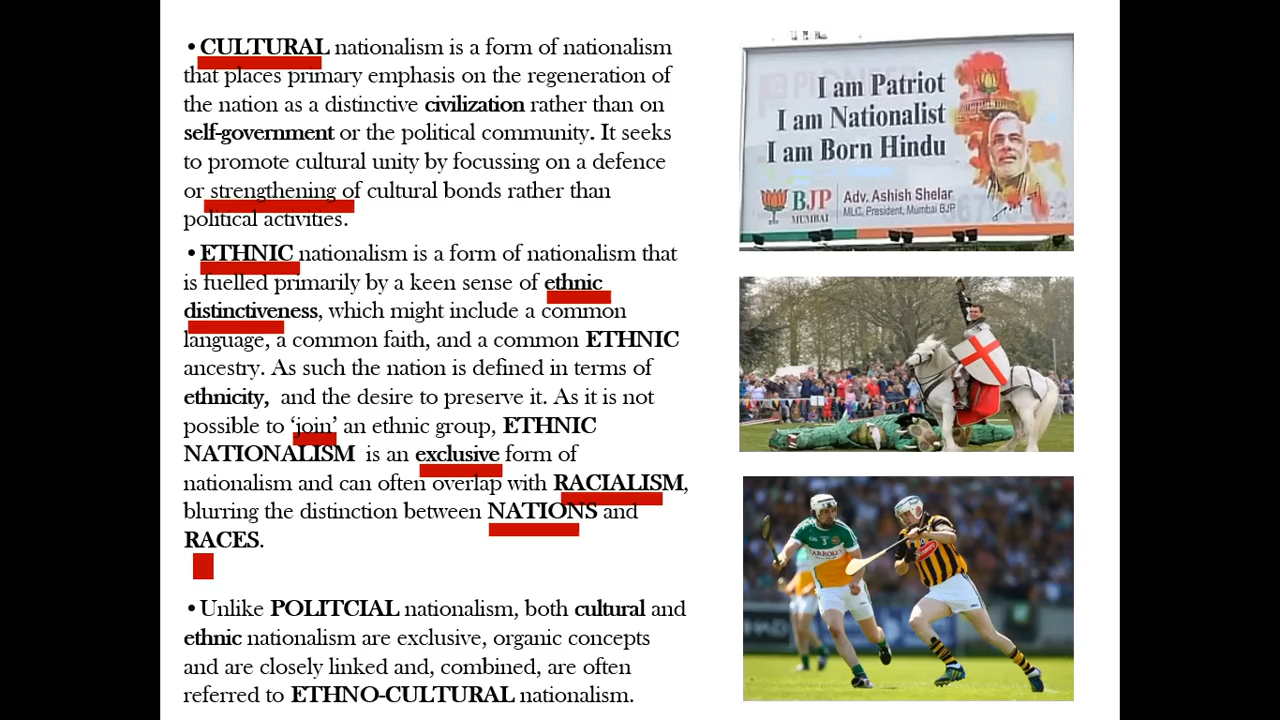 • CULTURAL nationalism is a form of nationalism
that places primary emphasis on the regeneration of
the nation as a distinctive civilization rather than on
self-government or the political community. It seeks
to promote cultural unity by focussing on a defence
or strengthening of cultural bonds rather than
political activities.
• ETHNIC nationalism is a form of nationalism that
is fuelled primarily by a keen sense of ethnic
distinctiveness, which might include a common
language, a common faith, and a common ETHNIC
ancestry. As such the nation is defined in terms of
ethnicity, and the desire to preserve it. As it is not
possible to ‘join’ an ethnic group, ETHNIC
NATIONALISM is an exclusive form of
nationalism and can often overlap with RACIALISM,
blurring the distinction between NATIONS and
RACES.
• Unlike POLITCIAL nationalism, both cultural and
ethnic nationalism are exclusive, organic concepts
and are closely linked and, combined, are often
referred to ETHNO-CULTURAL nationalism.
I am Patriot
I am Nationalist
I am Born Hindu
BJP
MUMBAI
Adv. Ashish Shelar
MLC, President, Mumbai BJP
CARROLL